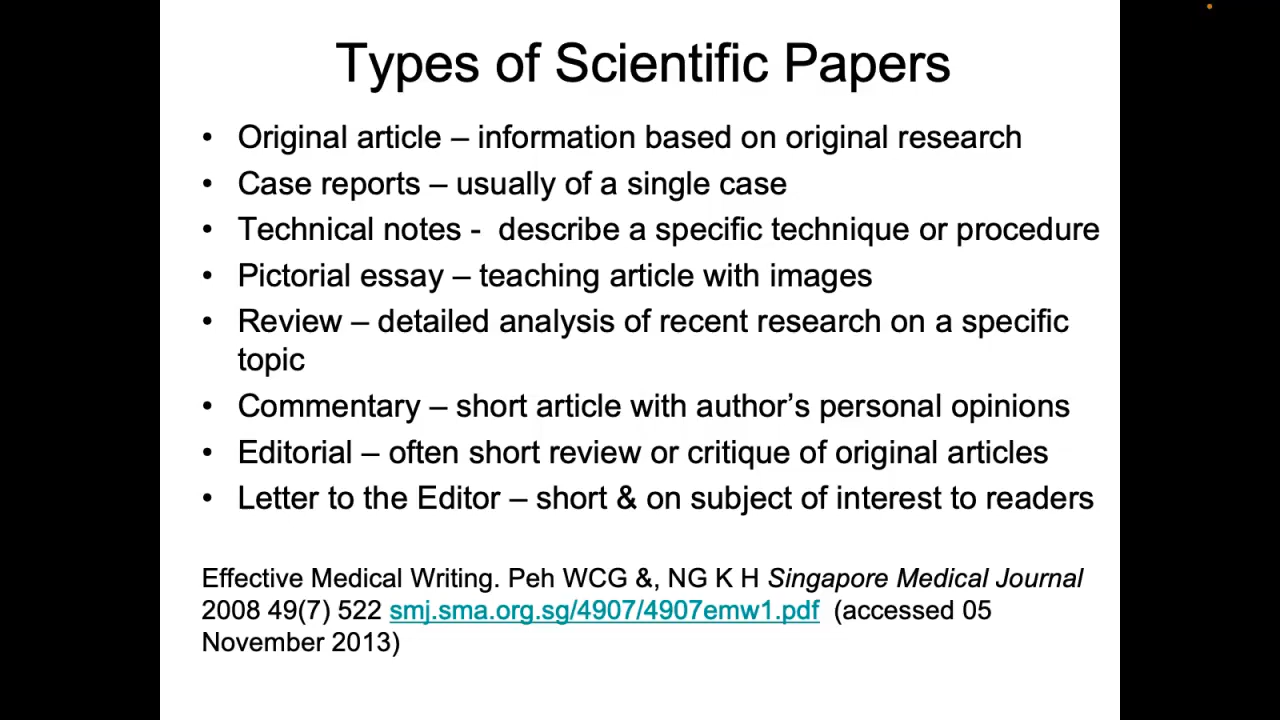 Types of Scientific Papers
• Original article – information based on original research
• Case reports – usually of a single case
• Technical notes -  describe a specific technique or procedure
• Pictorial essay – teaching article with images
• Review – detailed analysis of recent research on a specific
topic
• Commentary – short article with author’s personal opinions
• Editorial – often short review or critique of original articles
• Letter to the Editor – short & on subject of interest to readers
Effective Medical Writing. Peh WCG &, NG K H Singapore Medical Journal
2008 49(7) 522 smj.sma.org.sg/4907/4907emw1.pdf  (accessed 05
November 2013)